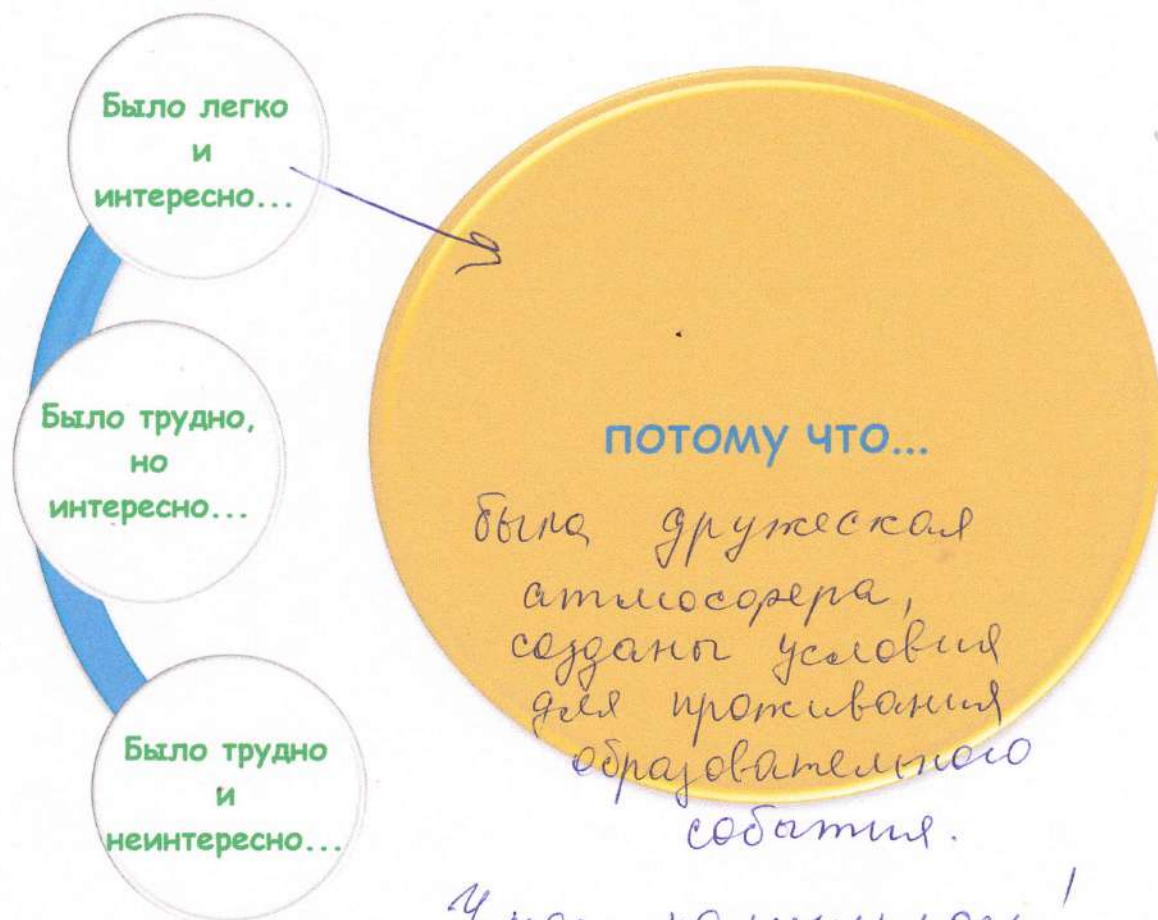 Было легко
и
интересно...
Было трудно,
но
интересно...
Было трудно
и
неинтересно...
потому что...
была дружеская
атмосфера,
созданы условия
для проживания
образовательного
события.